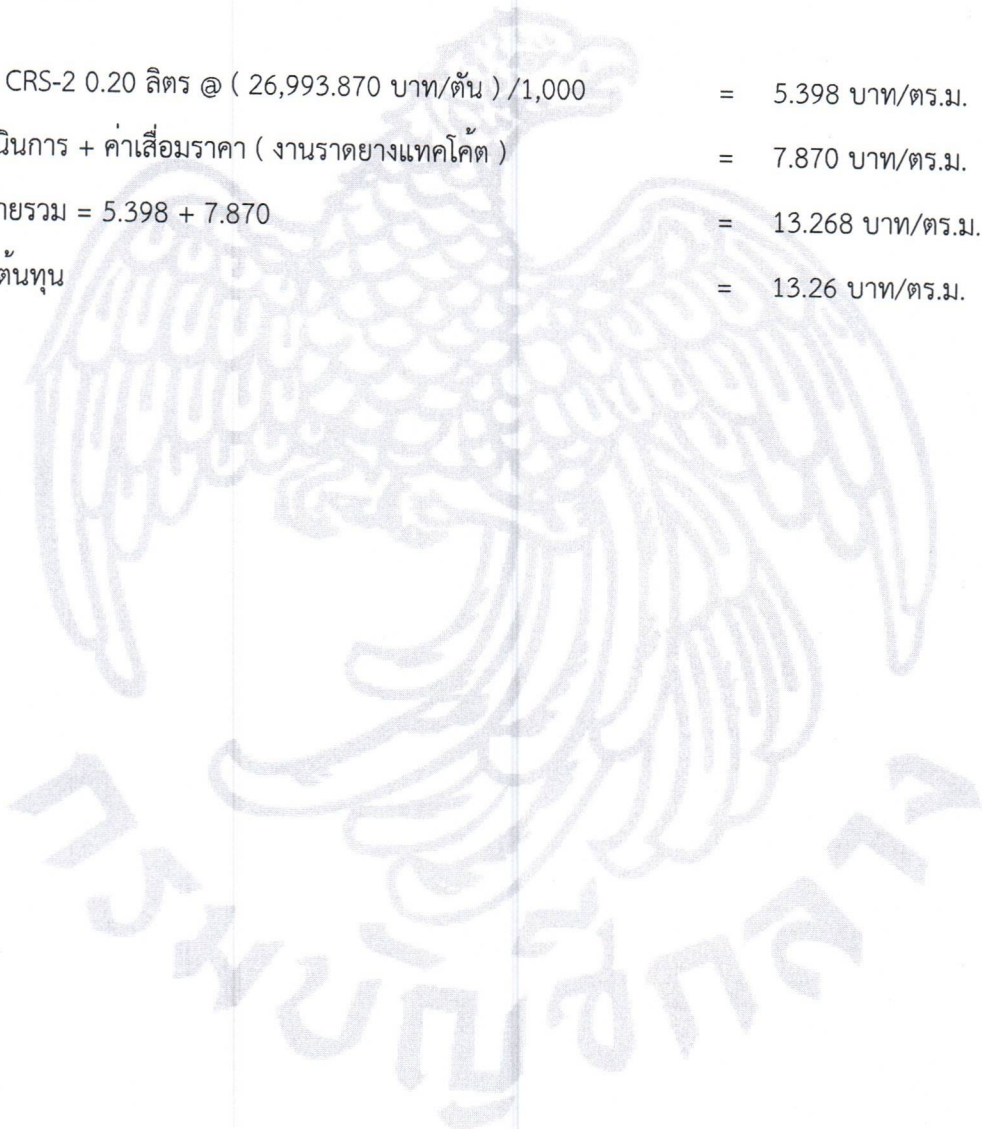 CRS-2 0.20 ลิตร @ ( 26,993.870 บาท/ตัน ) /1,000 = 5.398 บาท/ตร.ม.
นินการ + ค่าเสื่อมราคา ( งานราดยางแทคโค้ต ) = 7.870 บาท/ตร.ม.
ายรวม = 5.398 + 7.870 = 13.268 บาท/ตร.ม.
ต้นทุน = 13.26 บาท/ตร.ม.
กรมบัญชีกลาง